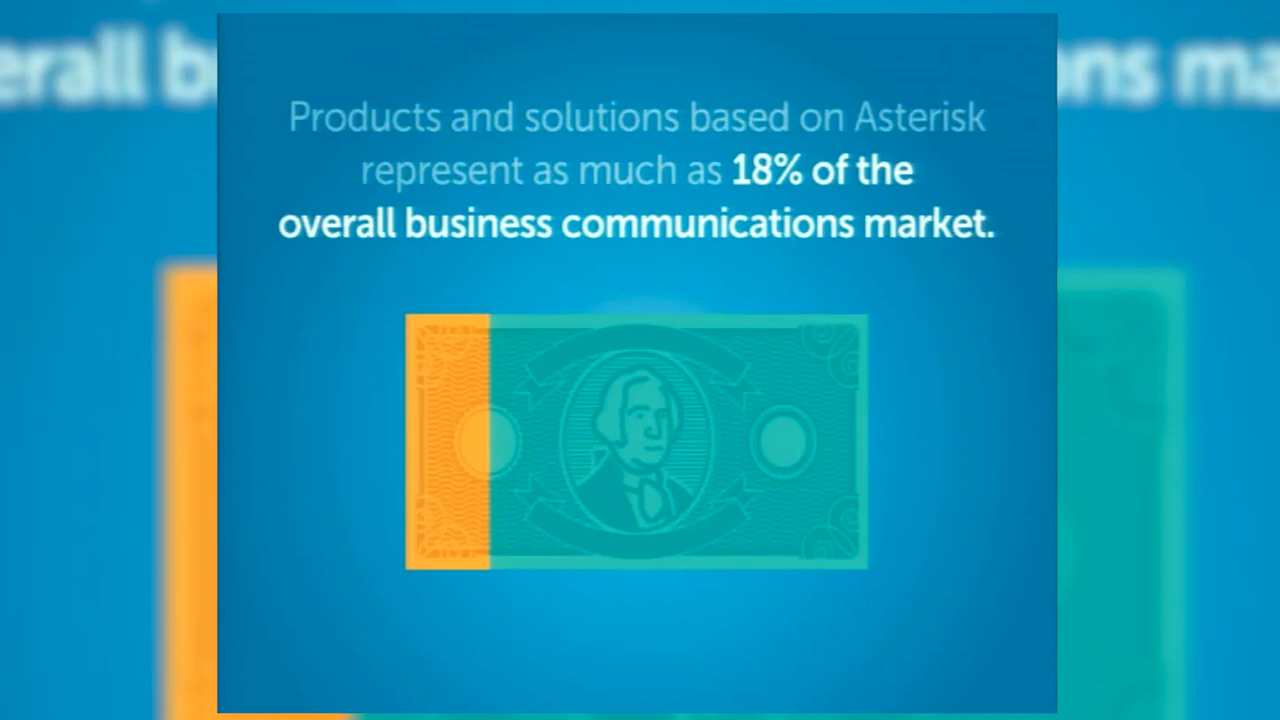 Products and solutions based on Asterisk
represent as much as 18% of the
overall business communications market.